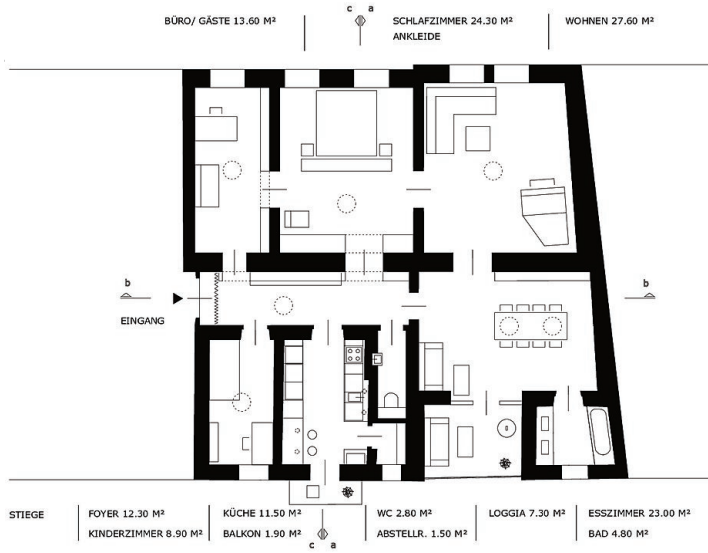 c a
BÜRO/ GÄSTE 13.60 M² SCHLAFZIMMER 24.30 M² WOHNEN 27.60 M²
ANKLEIDE
b b
EINGANG
STIEGE FOYER 12.30 M² KÜCHE 11.50 M² WC 2.80 M² LOGGIA 7.30 M² ESSZIMMER 23.00 M²
KINDERZIMMER 8.90 M² BALKON 1.90 M² ABSTELLR. 1.50 M² BAD 4.80 M²
c a